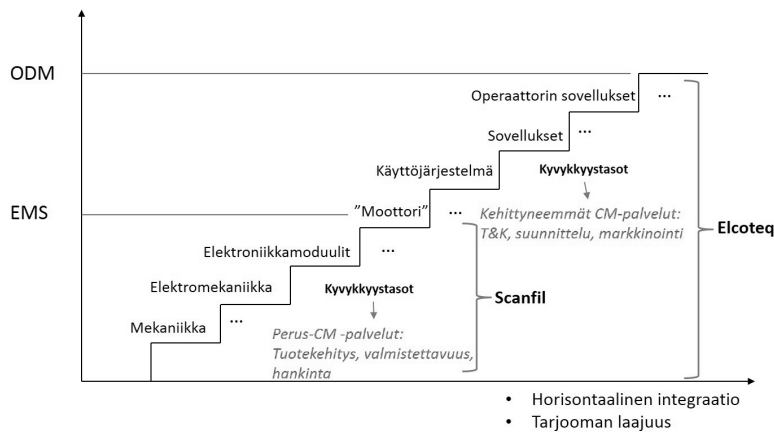 ODM
Operaattorin sovellukset
...
Sovellukset
...
Käyttöjärjestelmä
Kyvykkyystasot
EMS
"Moottori"
...
Kehittyneemmät CM-palvelut:
T&K, suunnittelu, markkinointi
Elcoteq
Elektroniikkamoduulit
...
Elektromekaniikka
Kyvykkyystasot
Scanfil
Mekaniikka
...
Perus-CM -palvelut:
Tuotekehitys, valmistettavuus,
hankinta
• Horisontaalinen integraatio
• Tarjooman laajuus